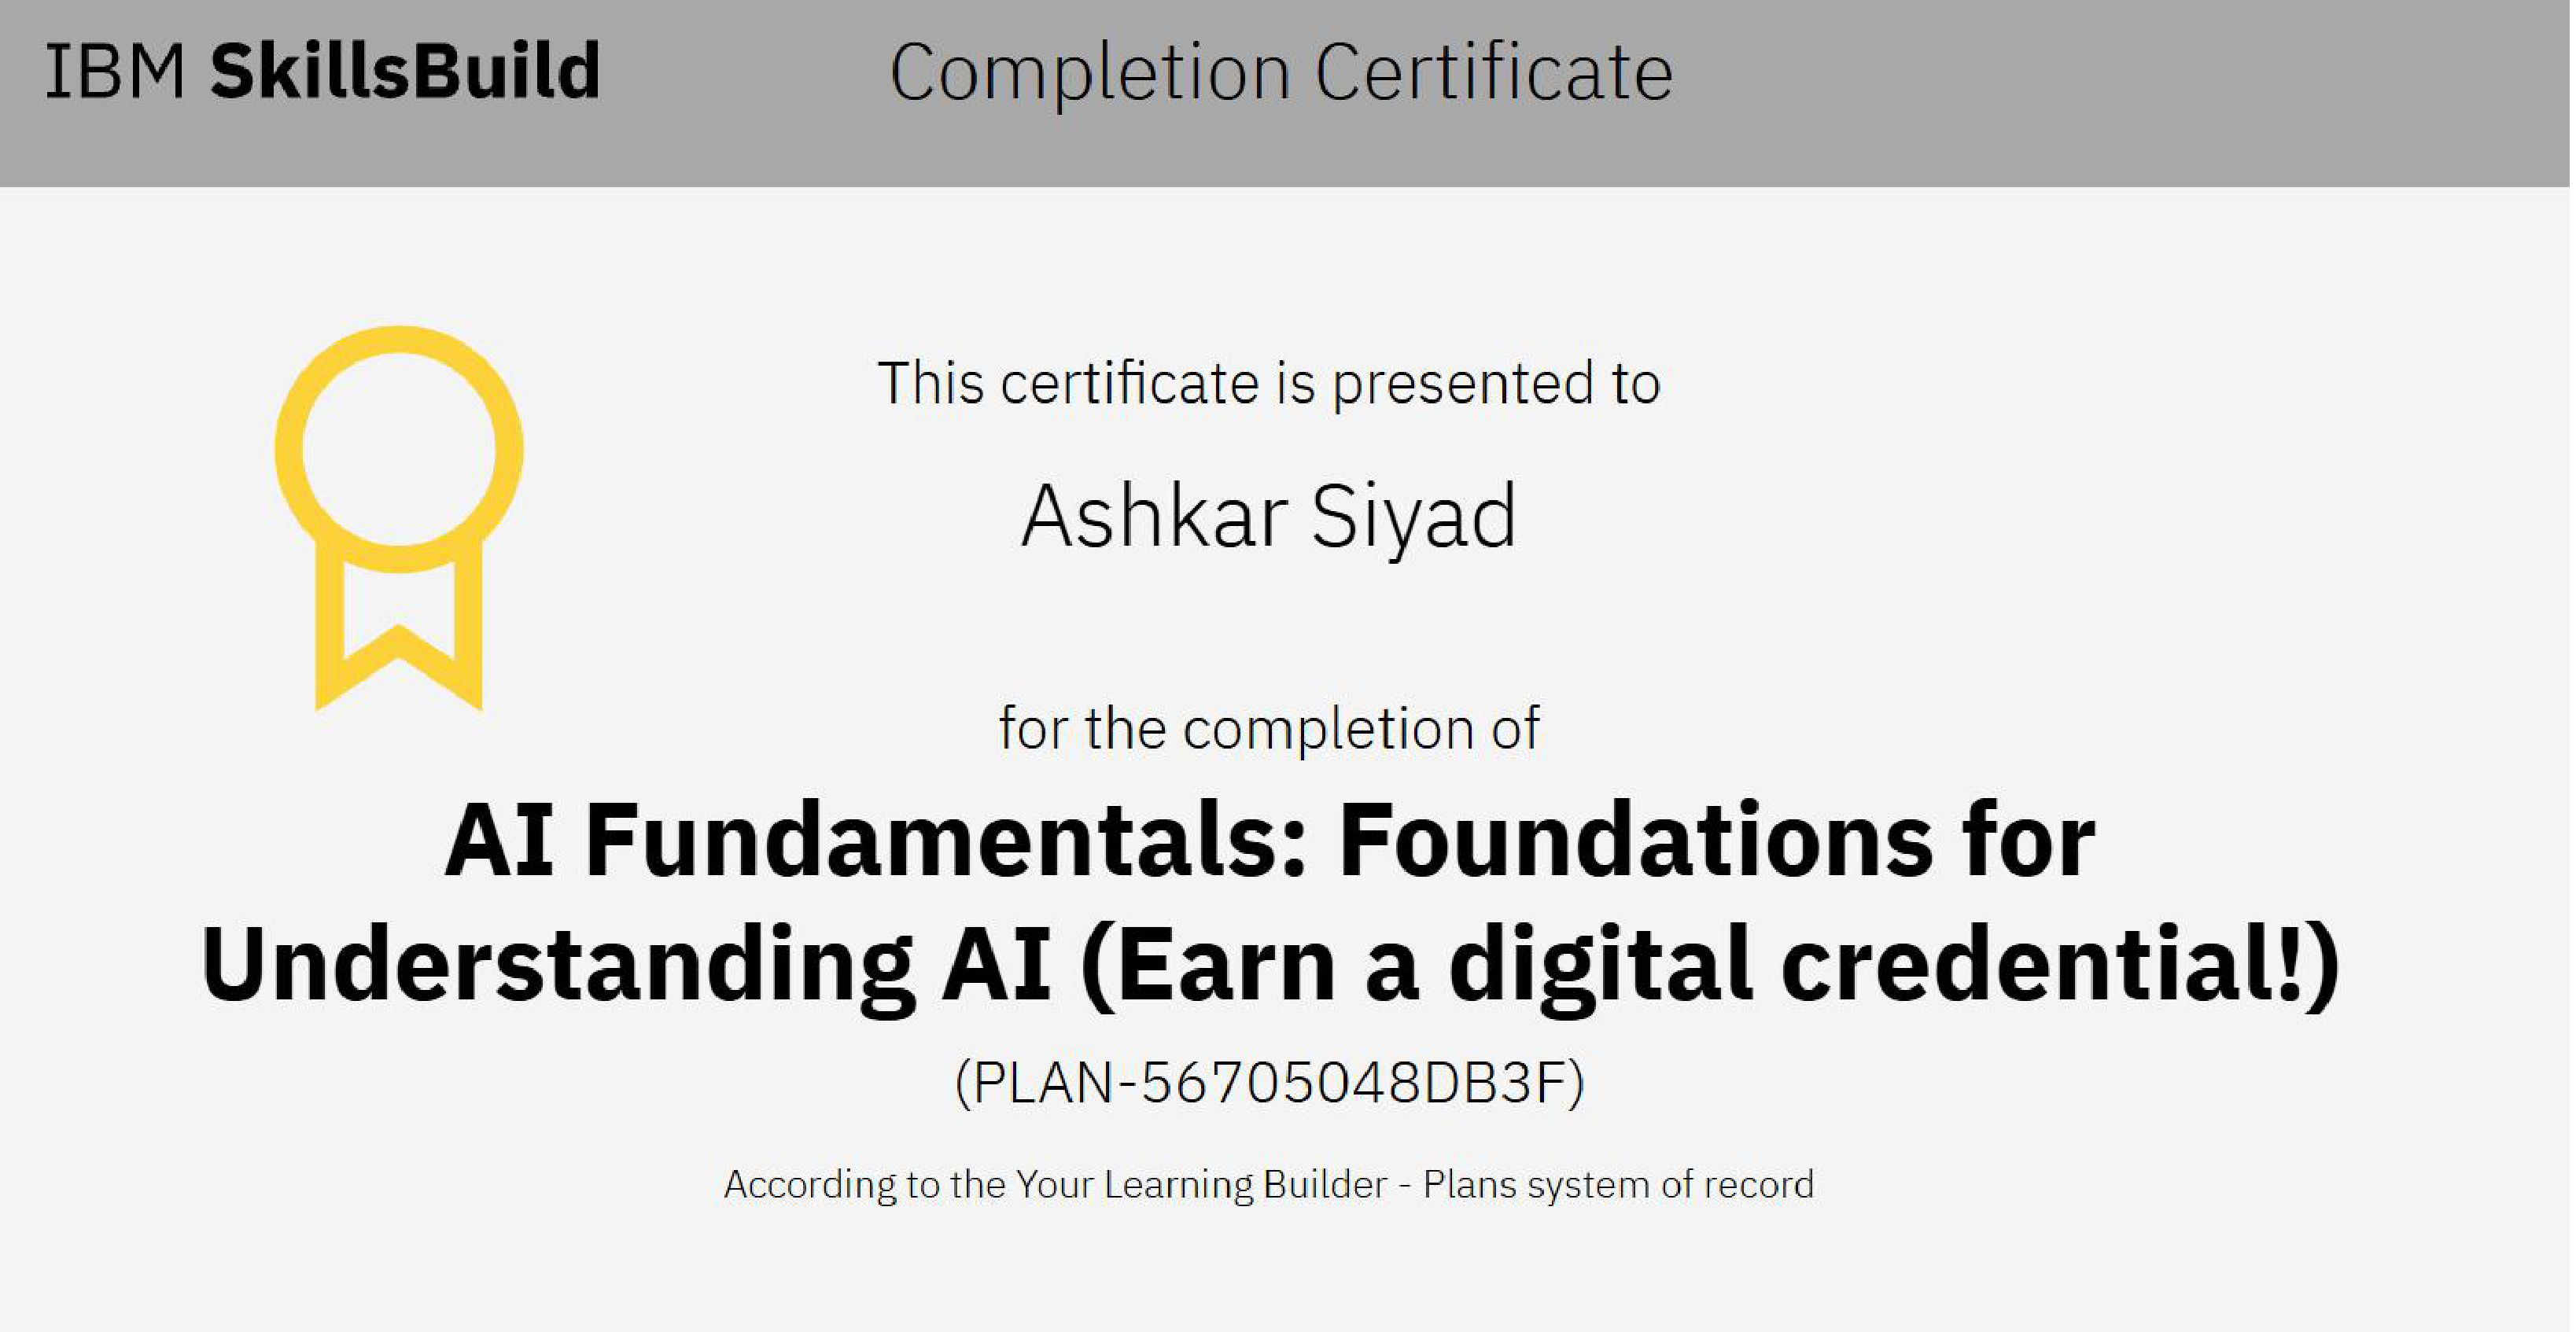 IBM SkillsBuild
Completion Certificate
This certificate is presented to
Ashkar Siyad
for the completion of
AI Fundamentals: Foundations for
Understanding AI (Earn a digital credential!)
(PLAN-56705048DB3F)
According to the Your Learning Builder - Plans system of record